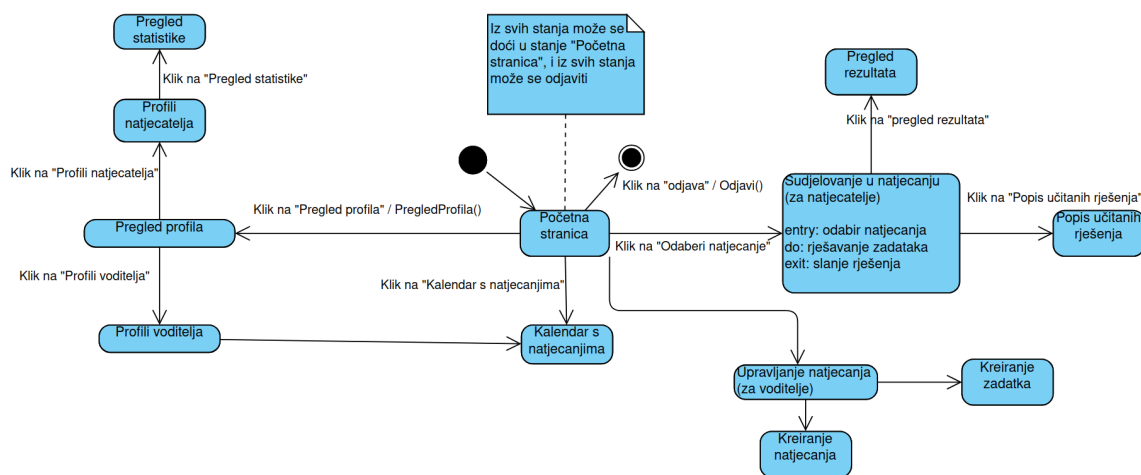 Pregled
statistike
Klik na "Pregled statistike"
Profili
natjecatelja
Klik na "Profili natjecatelja"
Klik na "Pregled profila" / PregledProfila()
Pregled profila
Klik na "Profili voditelja"
Profili voditelja
Iz svih stanja može se
doći u stanje "Početna
stranica", i iz svih stanja
može se odjaviti
Klik na "odjava" / Odjavi()
Početna
stranica
Klik na "Odaberi natjecanje"
Klik na "Kalendar s natjecanjima"
Kalendar s
natjecanjima
Pregled
rezultata
Klik na "pregled rezultata"
Sudjelovanje u natjecanju
(za natjecatelje)
entry: odabir natjecanja
do: rješavanje zadataka
exit: slanje rješenja
Klik na "Popis učitanih rješenja"
Popis učitanih
rješenja
Upravljanje natjecanja
(za voditelje)
Kreiranje
zadatka
Kreiranje
natjecanja